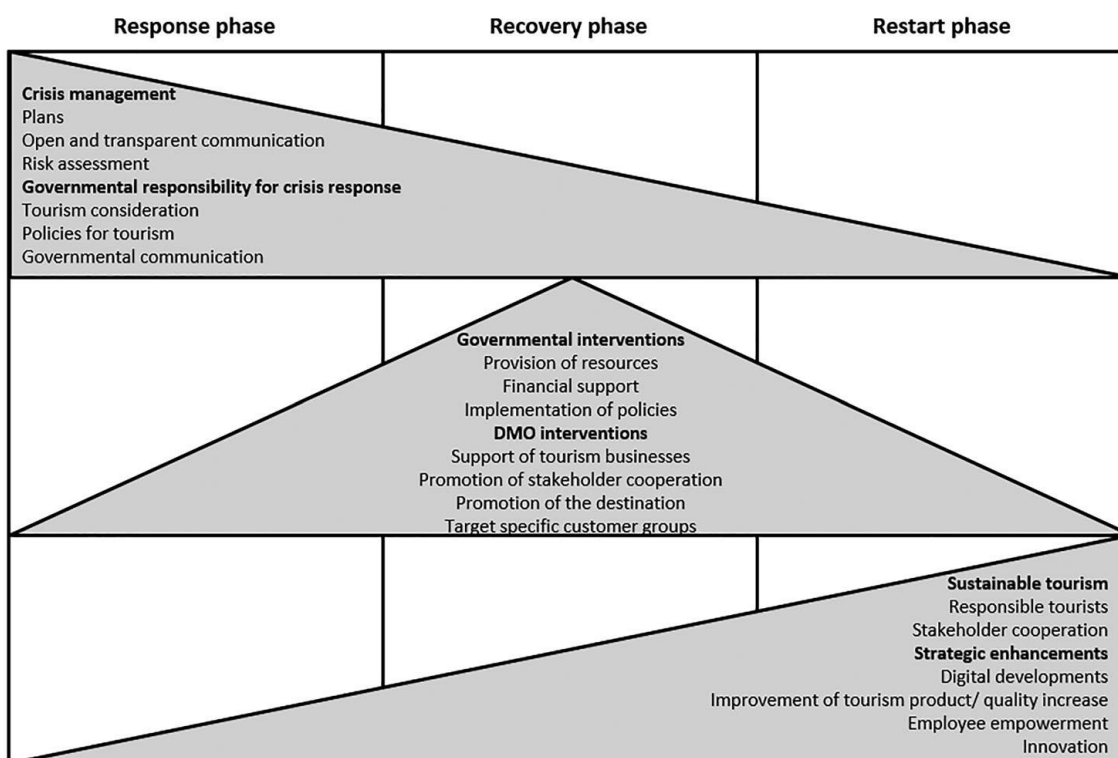 Response phase
Recovery phase
Restart phase
Crisis management
Plans
Open and transparent communication
Risk assessment
Governmental responsibility for crisis response
Tourism consideration
Policies for tourism
Governmental communication
Governmental interventions
Provision of resources
Financial support
Implementation of policies
DMO interventions
Support of tourism businesses
Promotion of stakeholder cooperation
Promotion of the destination
Target specific customer groups
Sustainable tourism
Responsible tourists
Stakeholder cooperation
Strategic enhancements
Digital developments
Improvement of tourism product/ quality increase
Employee empowerment
Innovation